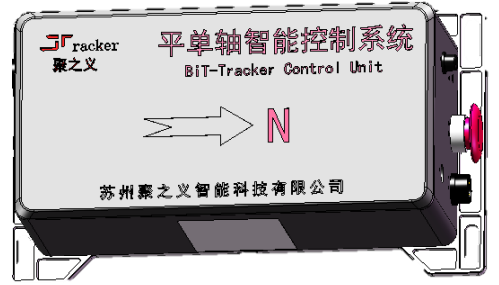 Tracker
聚之义
平单轴智能控制系统
BiT-Tracker Control Unit
N
苏州聚之义智能科技有限公司